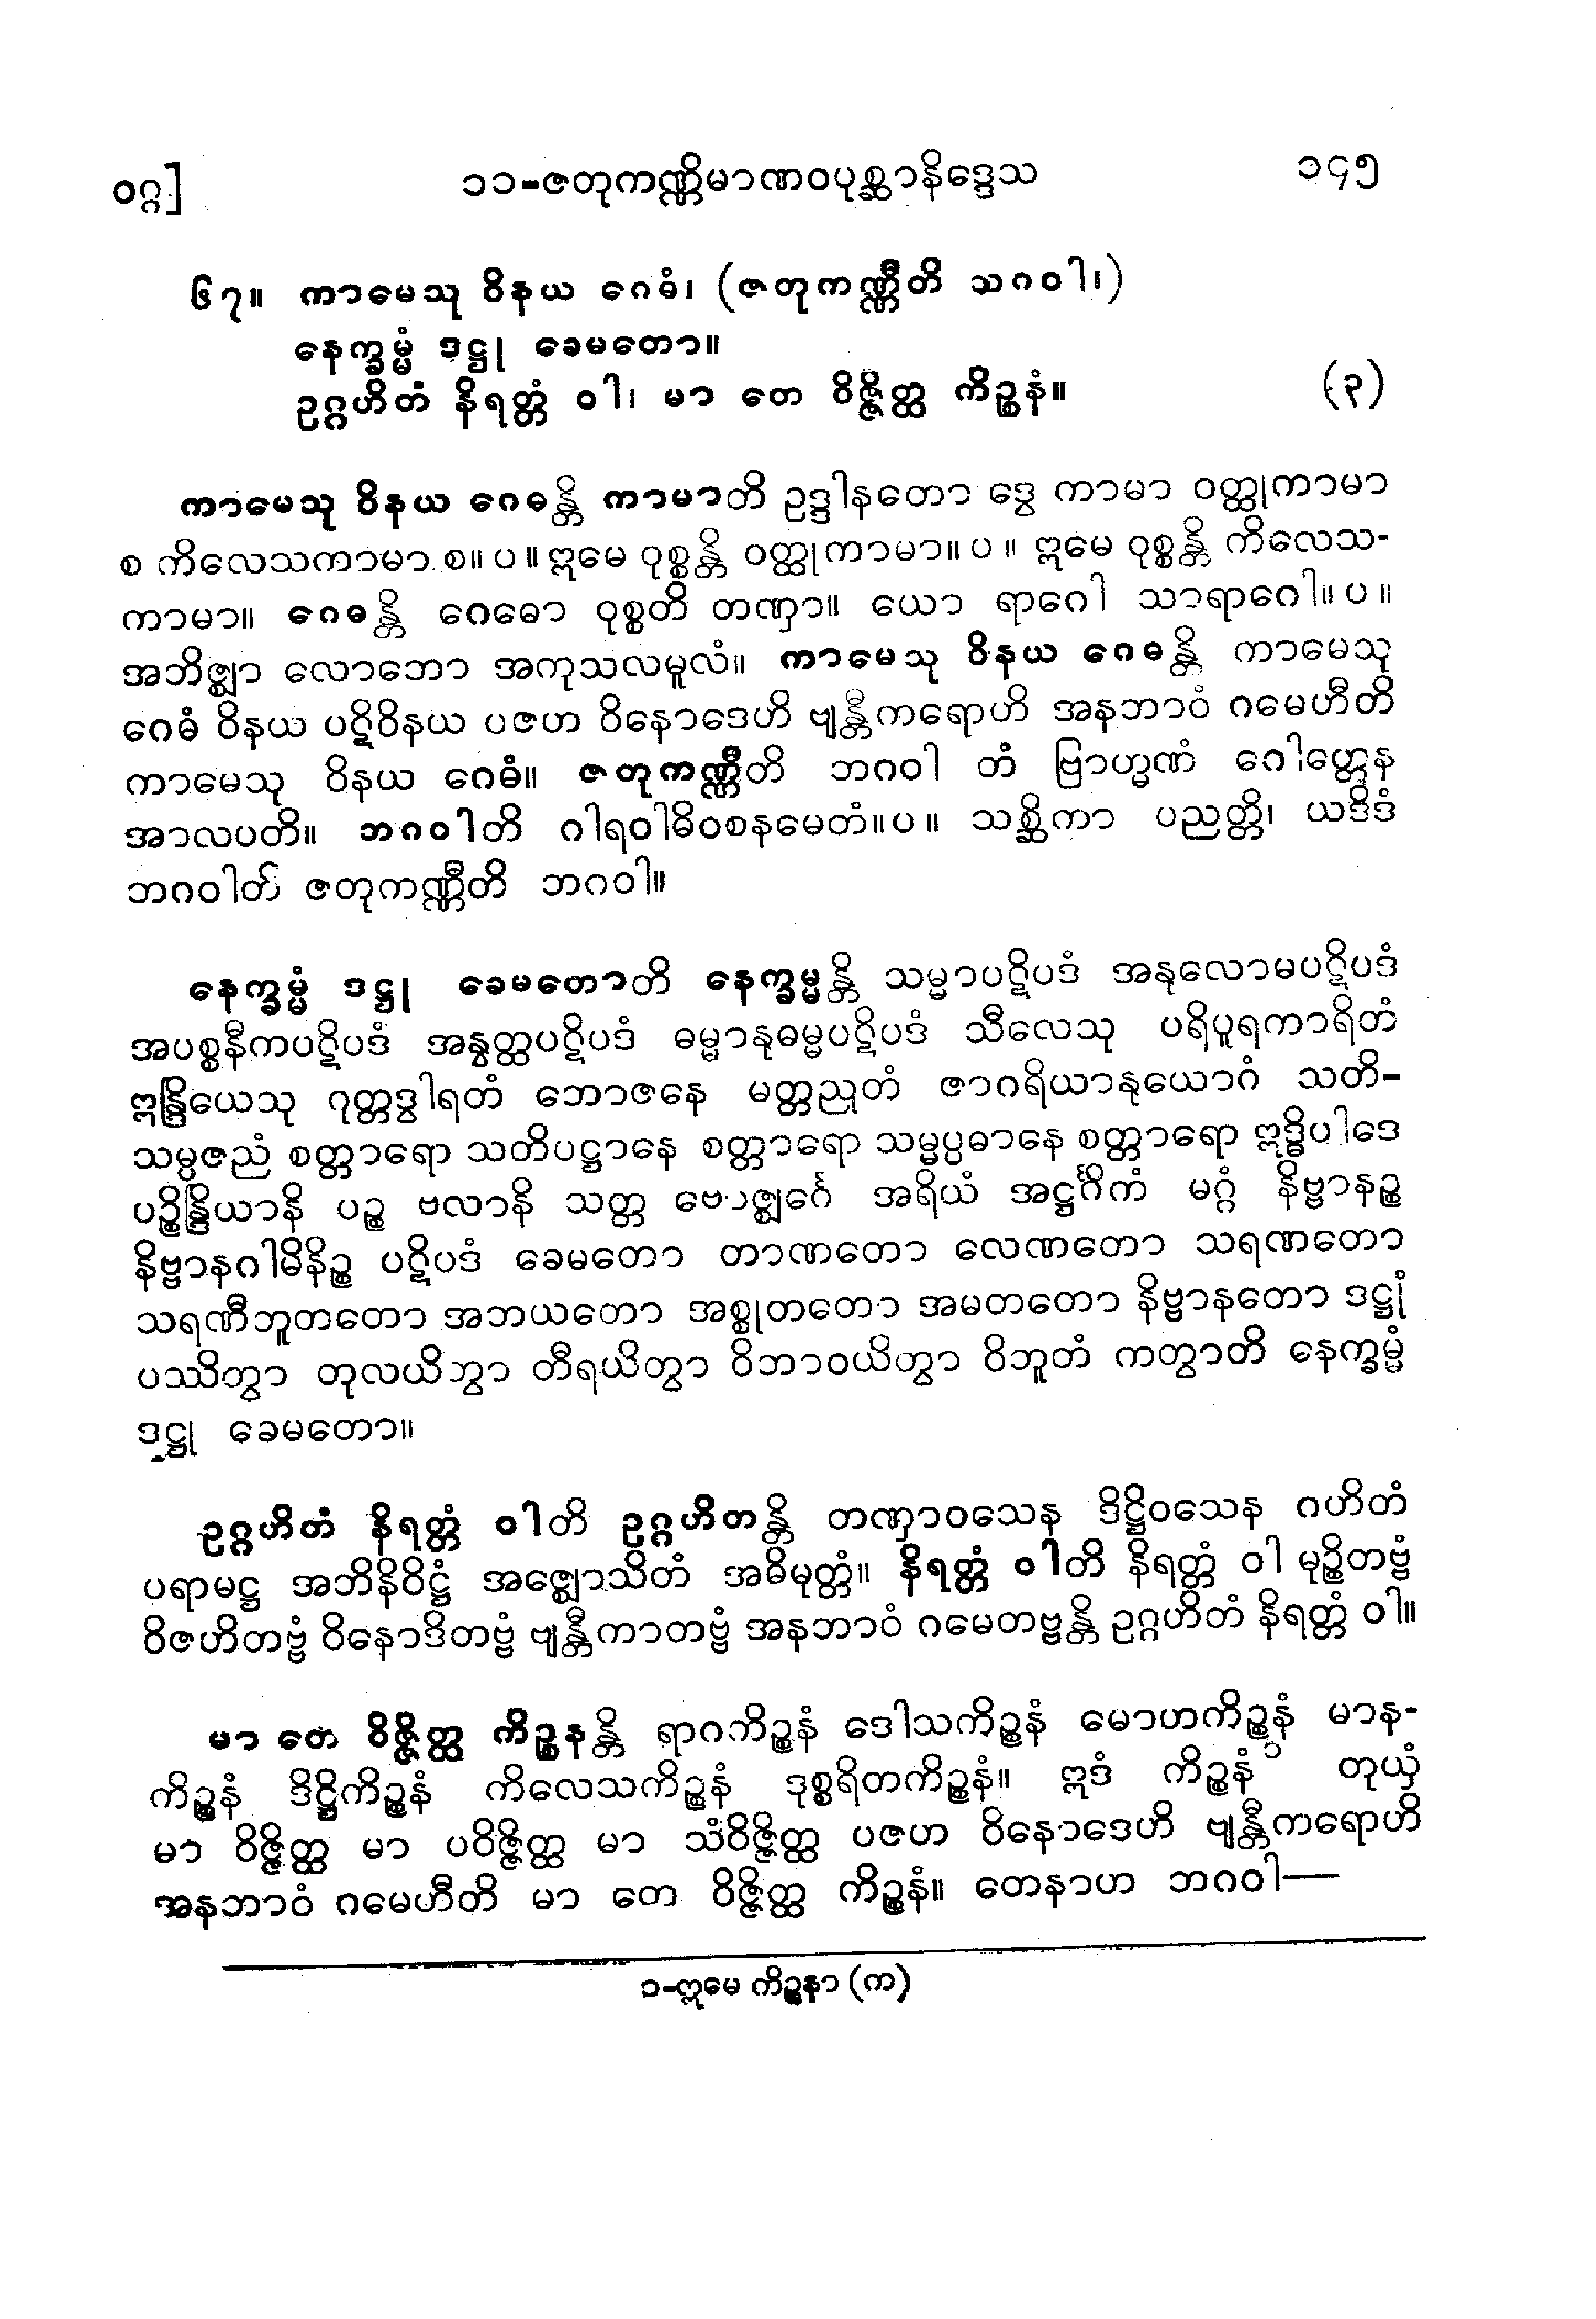 ဝဂ္ဂ] ၁၁-ဇတုကဏ္ဏိမာဏဝပုစ္ဆာနိဒ္ဒေသ ၁၄၅
၆၇။ ကာမေသု ဝိနယ ဂေဓံ၊ (ဇတုကဏ္ဏီတိ သဂဝါ၊)
နေက္ခမ္မံ ဒဋ္ဌု ခေမတော။
ဥဂ္ဂဟိတံ နိရတ္တံ ဝါ၊ မာ တေ ဝိဇ္ဇိတ္ထ ကိဉ္စနံ။ (၃)
ကာမေသု ဝိနယ ဂေဓန္တိ ကာမာတိ ဥဒ္ဒါနတော ဒွေ ကာမာ ဝတ္ထုကာမာ
စ ကိလေသကာမာ စ။ ပ ။ ဣမေ ဝုစ္စန္တိ ဝတ္ထုကာမာ။ ပ ။ ဣမေ ဝုစ္စန္တိ ကိလေသ-
ကာမာ။ ဂေဓန္တိ ဂေဓော ဝုစ္စတိ တဏှာ။ ယော ရာဂေါ သာရာဂေါ။ ပ ။
အဘိဇ္ဈာ လောဘော အကုသလမူလံ။ ကာမေသု ဝိနယ ဂေဓန္တိ ကာမေသု
ဂေဓံ ဝိနယ ပဋိဝိနယ ပဇဟ ဝိနောဒေဟိ ဗျန္တီကရောဟိ အနဘာဝံ ဂမေဟီတိ
ကာမေသု ဝိနယ ဂေဓံ။ ဇတုကဏ္ဏီတိ ဘဂဝါ တံ ဗြာဟ္မဏံ ဂေါတ္တေန
အာလပတိ။ ဘဂဝါတိ ဂါရဝါဓိဝစနမေတံ။ ပ ။ သစ္ဆိကာ ပညတ္တိ၊ ယဒိဒံ
ဘဂဝါတိ ဇတုကဏ္ဏီတိ ဘဂဝါ။
နေက္ခမ္မံ ဒဋ္ဌု ခေမတောတိ နေက္ခမ္မန္တိ သမ္မာပဋိပဒံ အနုလောမပဋိပဒံ
အပစ္စနီကပဋိပဒံ အနွတ္ထပဋိပဒံ ဓမ္မာနုဓမ္မပဋိပဒံ သီလေသု ပရိပူရကာရိတံ
ဣန္ဒြိယေသု ဂုတ္တဒွါရတံ ဘောဇနေ မတ္တညုတံ ဇာဂရိယာနုယောဂံ သတိ-
သမ္ပဇညံ စတ္တာရော သတိပဋ္ဌာနေ စတ္တာရော သမ္မပ္ပဓာနေ စတ္တာရော ဣဒ္ဓိပါဒေ
ပဉ္စိန္ဒြိယာနိ ပဉ္စ ဗလာနိ သတ္တ ဗောဇ္ဈင်္ဂေ အရိယံ အဋ္ဌင်္ဂိကံ မဂ္ဂံ နိဗ္ဗာနဉ္စ
နိဗ္ဗာနဂါမိနိဉ္စ ပဋိပဒံ ခေမတော တာဏတော လေဏတော သရဏတော
သရဏီဘူတတော အဘယတော အစ္စုတတော အမတတော နိဗ္ဗာနတော ဒဋ္ဌုံ
ပဿိတွာ တုလယိတွာ တီရယိတွာ ဝိဘာဝယိတွာ ဝိဘူတံ ကတွာတိ နေက္ခမ္မံ
ဒဋ္ဌု ခေမတော။
ဥဂ္ဂဟိတံ နိရတ္တံ ဝါတိ ဥဂ္ဂဟိတန္တိ တဏှာဝသေန ဒိဋ္ဌိဝသေန ဂဟိတံ
ပရာမဋ္ဌ အဘိနိဝိဋ္ဌံ အဇ္ဈောသိတံ အဓိမုတ္တံ။ နိရတ္တံ ဝါတိ နိရတ္တံ ဝါ မုဉ္စိတဗ္ဗံ
ဝိဇဟိတဗ္ဗံ ဝိနောဒိတဗ္ဗံ ဗျန္တီကာတဗ္ဗံ အနဘာဝံ ဂမေတဗ္ဗန္တိ ဥဂ္ဂဟိတံ နိရတ္တံ ဝါ။
မာ တေ ဝိဇ္ဇိတ္ထ ကိဉ္စနန္တိ ရာဂကိဉ္စနံ ဒေါသကိဉ္စနံ မောဟကိဉ္စနံ မာန-
ကိဉ္စနံ ဒိဋ္ဌိကိဉ္စနံ ကိလေသကိဉ္စနံ ဒုစ္စရိတကိဉ္စနံ။ ဣဒံ ကိဉ္စနံ ၁ တုယှံ
မာ ဝိဇ္ဇိတ္ထ မာ ပဝိဇ္ဇိတ္ထ မာ သံဝိဇ္ဇိတ္ထ ပဇဟ ဝိနောဒေဟိ ဗျန္တီကရောဟိ
အနဘာဝံ ဂမေဟီတိ မာ တေ ဝိဇ္ဇိတ္ထ ကိဉ္စနံ။ တေနာဟ ဘဂဝါ—
၁-ဣမေ ကိဉ္စနာ (က)